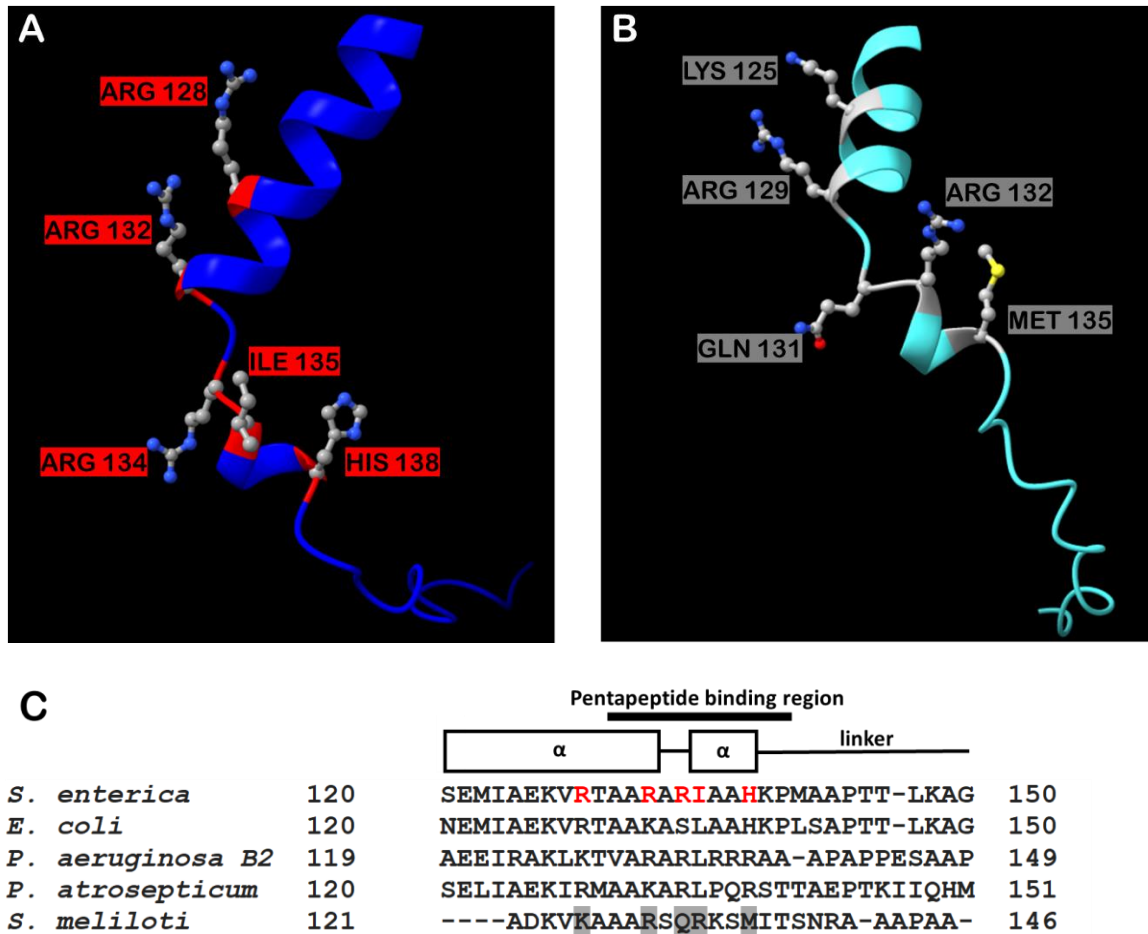 A
ARG 128
ARG 132
ILE 135
ARG 134
HIS 138
B
LYS 125
ARG 129
ARG 132
GLN 131
MET 135
C
Pentapeptide binding region
α α linker
S. enterica 120 SEMIAEKVRTAARARIAAHKPMAAPTT-LKAG 150
E. coli 120 NEMIAEKVRTAAKASLAAHKPLSAPTT-LKAG 150
P. aeruginosa B2 119 AEEIRAKLKTVARARLRRRAA-APAPPESAAP 149
P. atrosepticum 120 SELIAEKIRMAAKARLPQRSTTAEPTKIIQHM 151
S. meliloti 121 ----ADKVKAAARSQRKSMITSNRA-AAPAA- 146